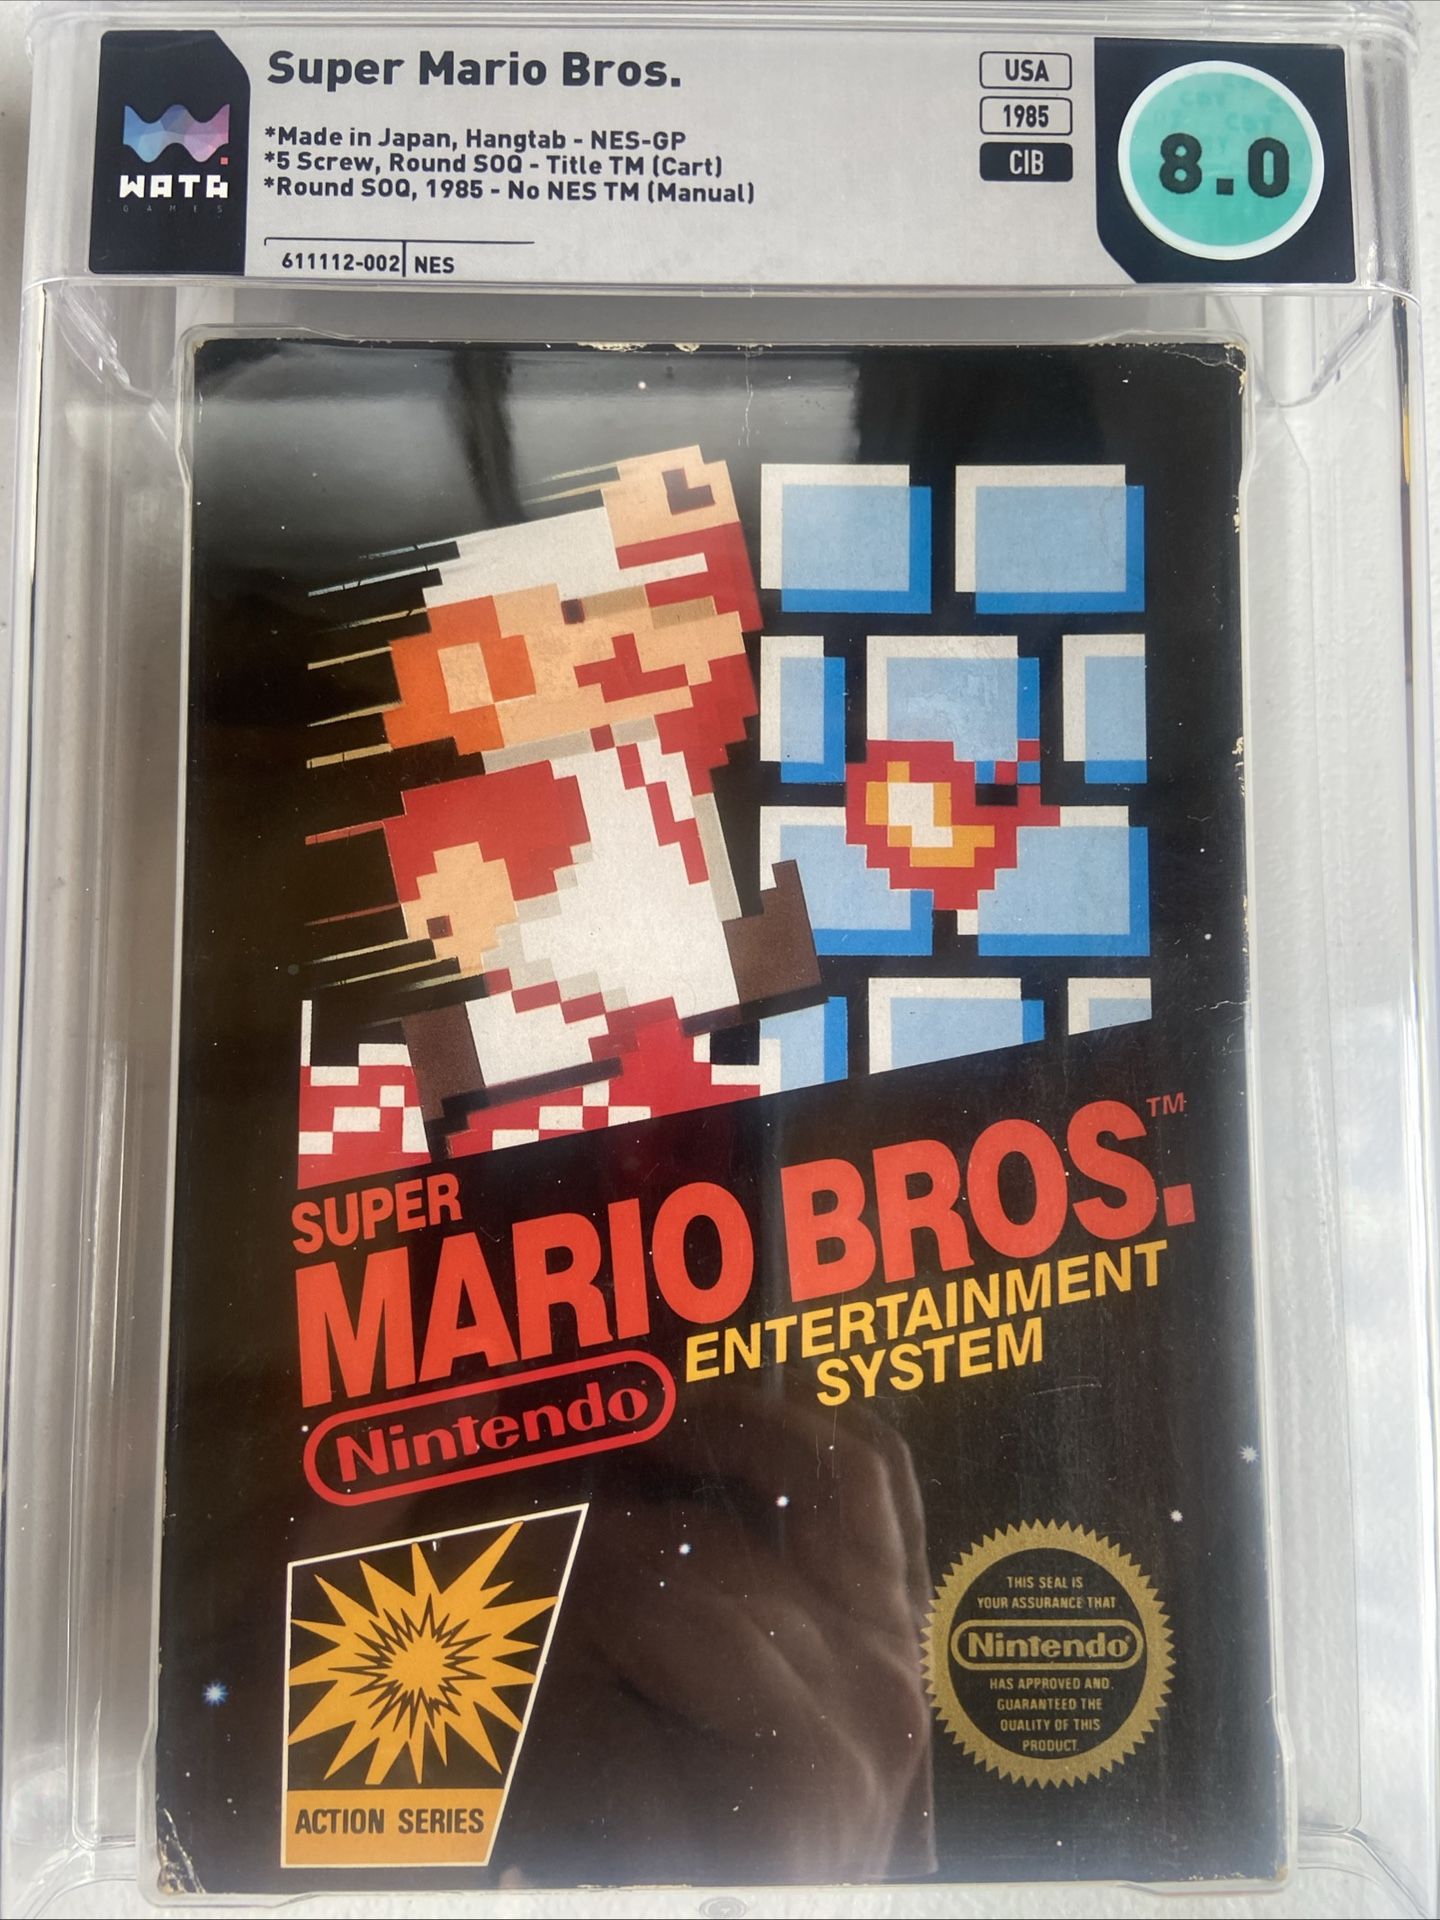 Super Mario Bros.
*Made in Japan, Hangtab - NES-GP
*5 Screw, Round SOQ - Title TM (Cart)
*Round SOQ, 1985 - No NES TM (Manual)
611112-002 NES
WATA
GAMES
USA
1985
CIB
8.0
SUPER
MARIO BROS.™
ENTERTAINMENT
SYSTEM
Nintendo®
ACTION SERIES
THIS SEAL IS
YOUR ASSURANCE THAT
Nintendo®
HAS APPROVED AND
GUARANTEED THE
QUALITY OF THIS
PRODUCT